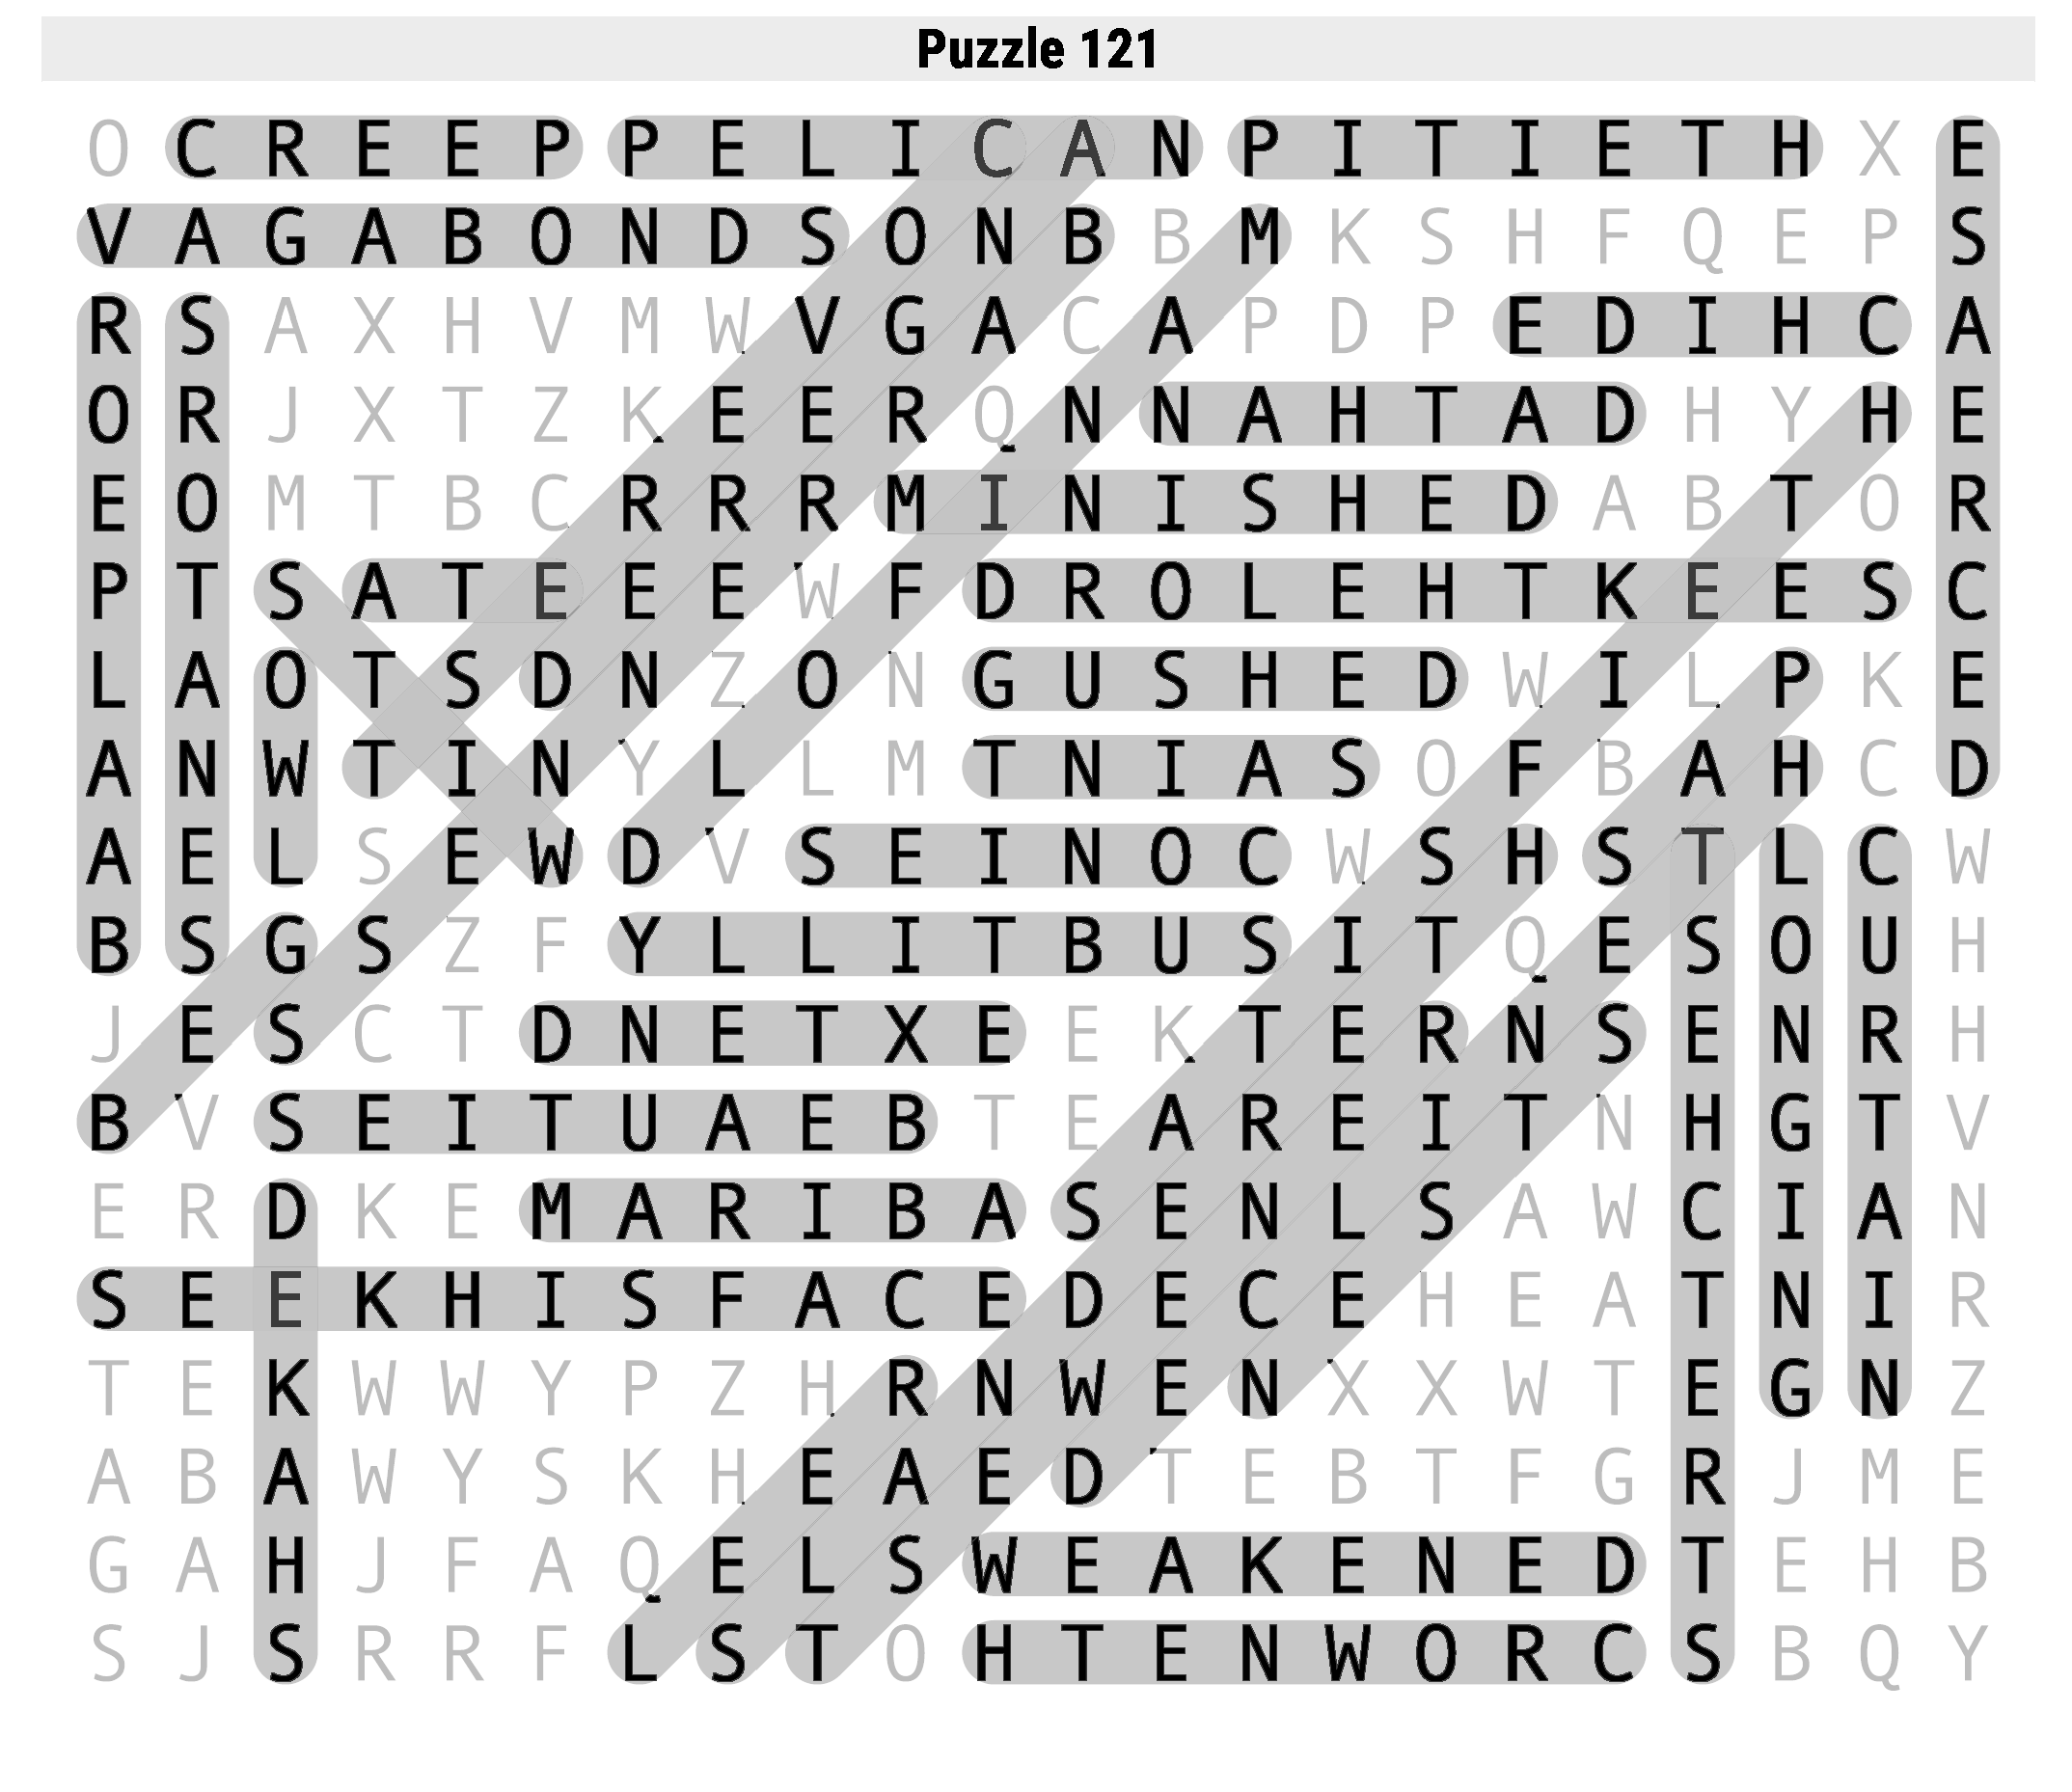 Puzzle 121
O C R E E P P E L I C A N P I T I E T H X E
V A G A B O N D S O N B B M K S H F Q E P S
R S A X H V M W V G A C A P D P E D I H C A
O R J X T Z K E E R Q N N A H T A D H Y H E
E O M T B C R R R M I N I S H E D A B T O R
P T S A T E E E W F D R O L E H T K E E S C
L A O T S D N Z O N G U S H E D W I L P K E
A N W T I N Y L L M T N I A S O F B A H C D
A E L S E W D V S E I N O C W S H S T L C W
B S G S Z F Y L L I T B U S I T Q E S O U H
J E S C T D N E T X E E K T E R N S E N R H
B V S E I T U A E B T E A R E I T N H G T V
E R D K E M A R I B A S E N L S A W C I A N
S E E K H I S F A C E D E C E H E A T N I R
T E K W W Y P Z H R N W E N X X W T E G N Z
A B A W Y S K H E A E D T E B T F G R J M E
G A H J F A Q E L S W E A K E N E D T E H B
S J S R R F L S T O H T E N W O R C S B Q Y